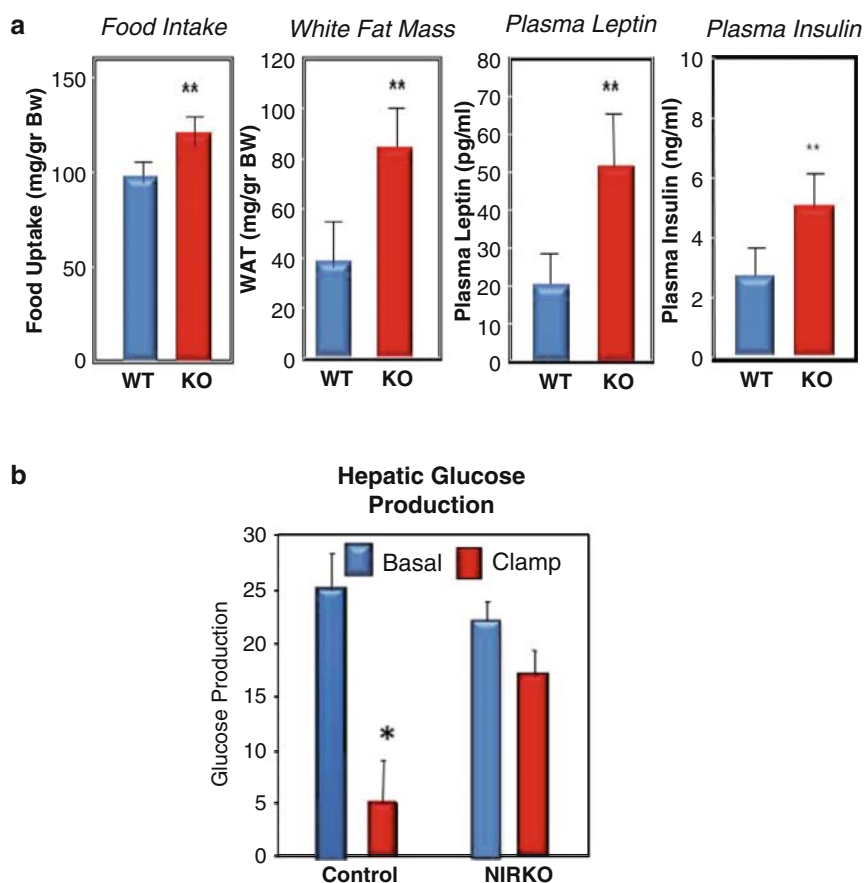 a
Food Intake
White Fat Mass
Plasma Leptin
Plasma Insulin
Food Uptake (mg/gr Bw)
150
100
50
0
**
WT KO
WAT (mg/gr BW)
120
100
80
60
40
20
0
**
WT KO
Plasma Leptin (pg/ml)
80
70
60
50
40
30
20
10
0
**
WT KO
Plasma Insulin (ng/ml)
10
8
6
4
2
0
**
WT KO
b
Hepatic Glucose
Production
Glucose Production
30
25
20
15
10
5
0
Basal Clamp
*
Control NIRKO